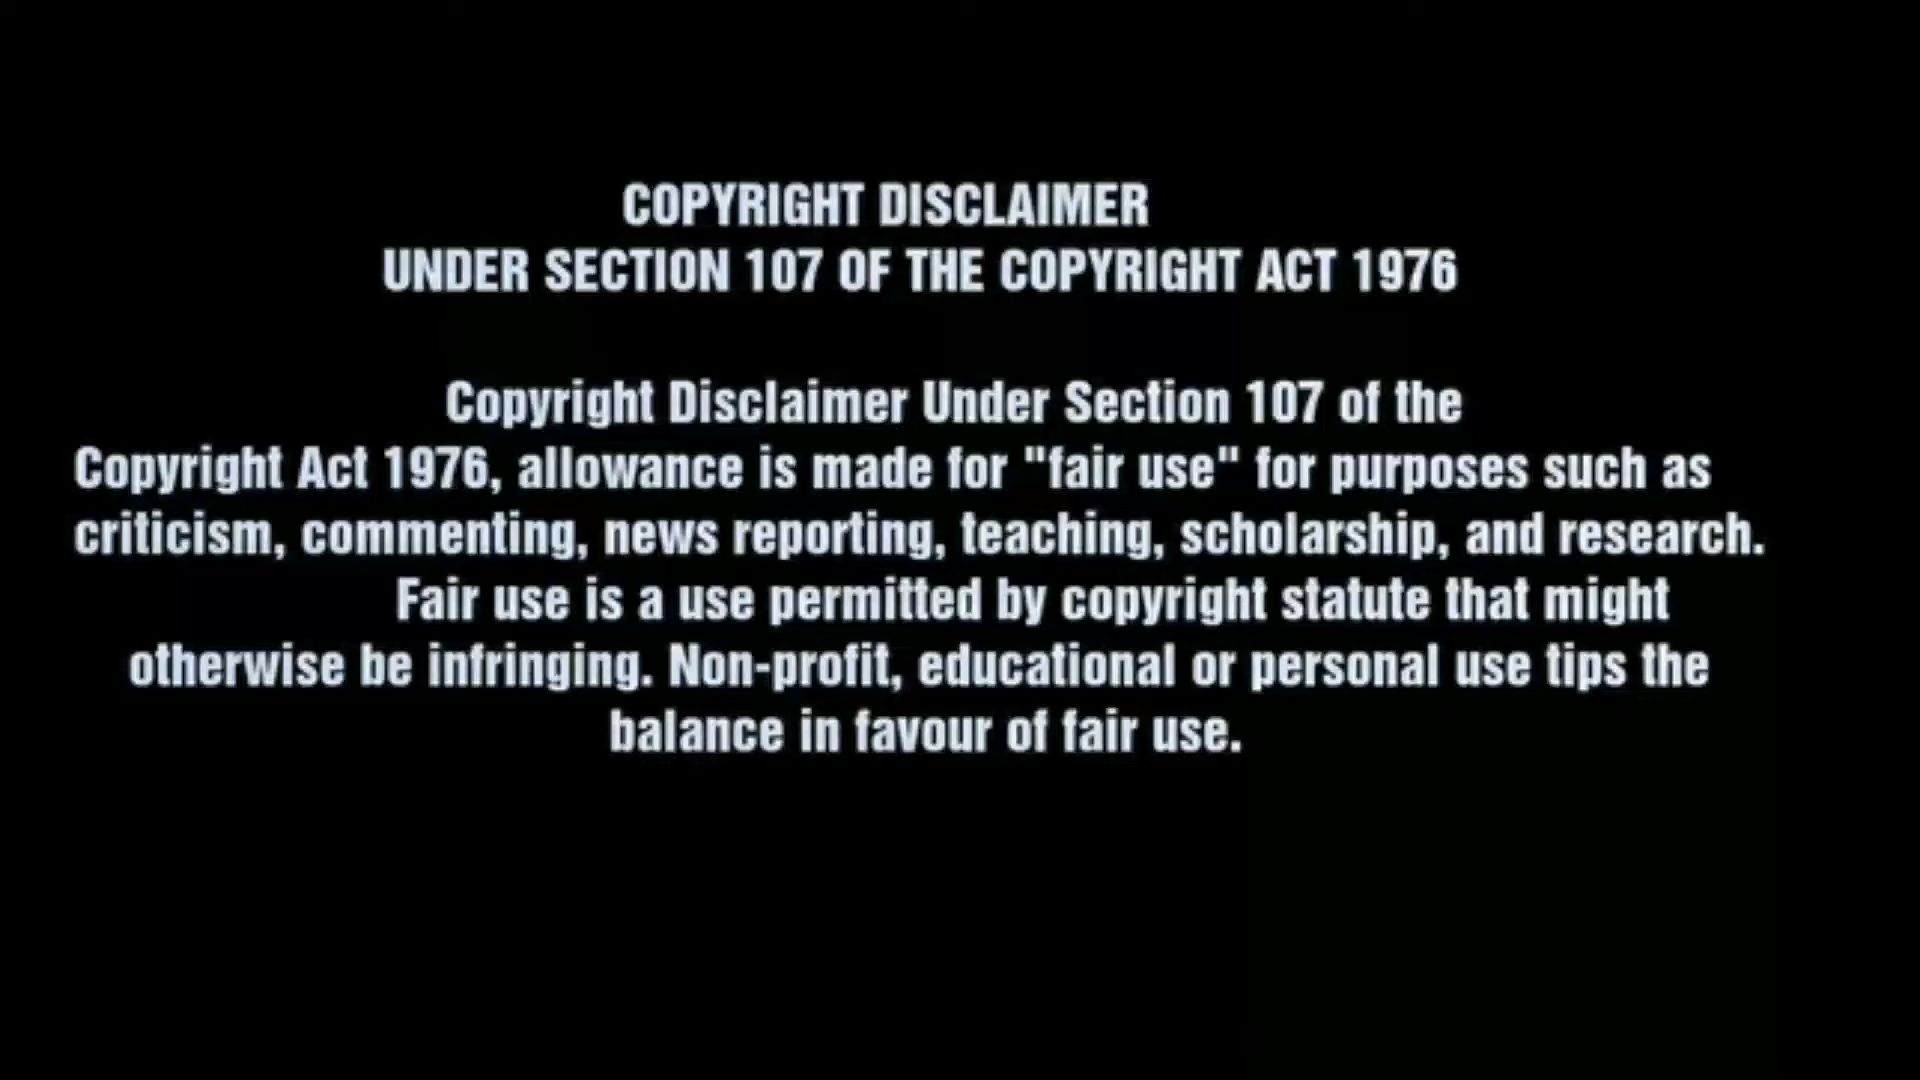 COPYRIGHT DISCLAIMER
UNDER SECTION 107 OF THE COPYRIGHT ACT 1976
Copyright Disclaimer Under Section 107 of the
Copyright Act 1976, allowance is made for "fair use" for purposes such as
criticism, commenting, news reporting, teaching, scholarship, and research.
Fair use is a use permitted by copyright statute that might
otherwise be infringing. Non-profit, educational or personal use tips the
balance in favour of fair use.